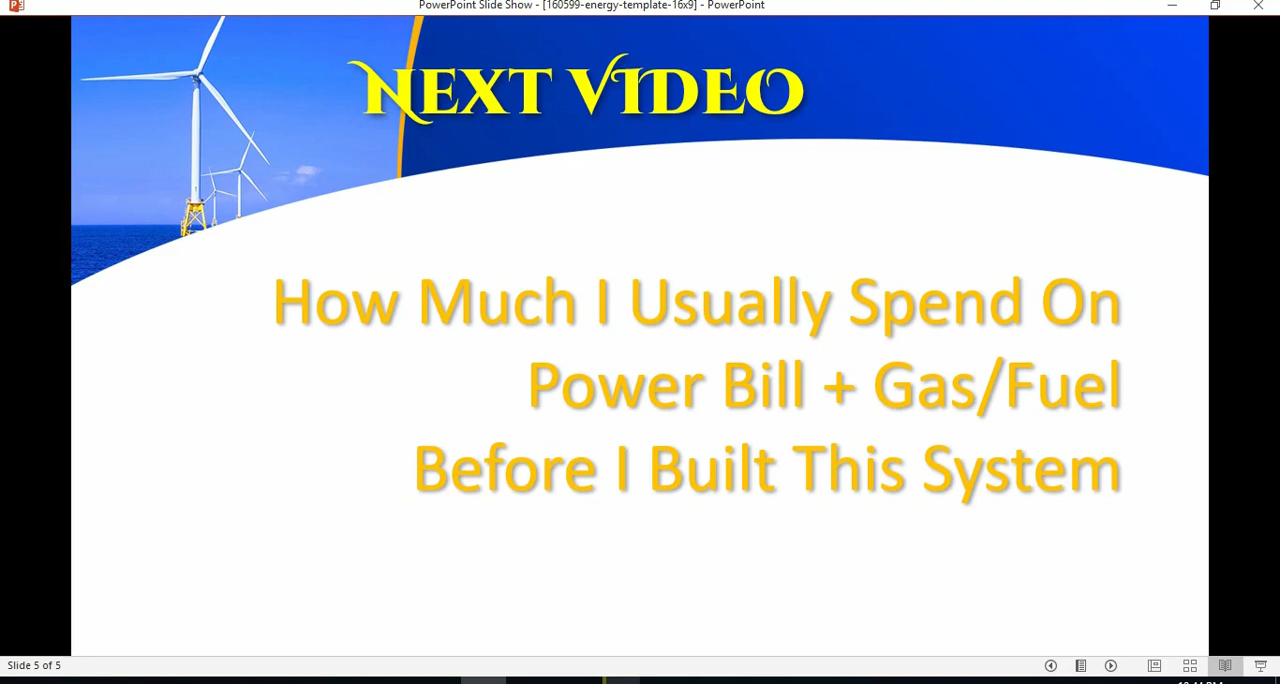 PowerPoint Slide Show - [160599-energy-template-16x9] - PowerPoint
NEXT VIDEO
How Much I Usually Spend On
Power Bill + Gas/Fuel
Before I Built This System
Slide 5 of 5